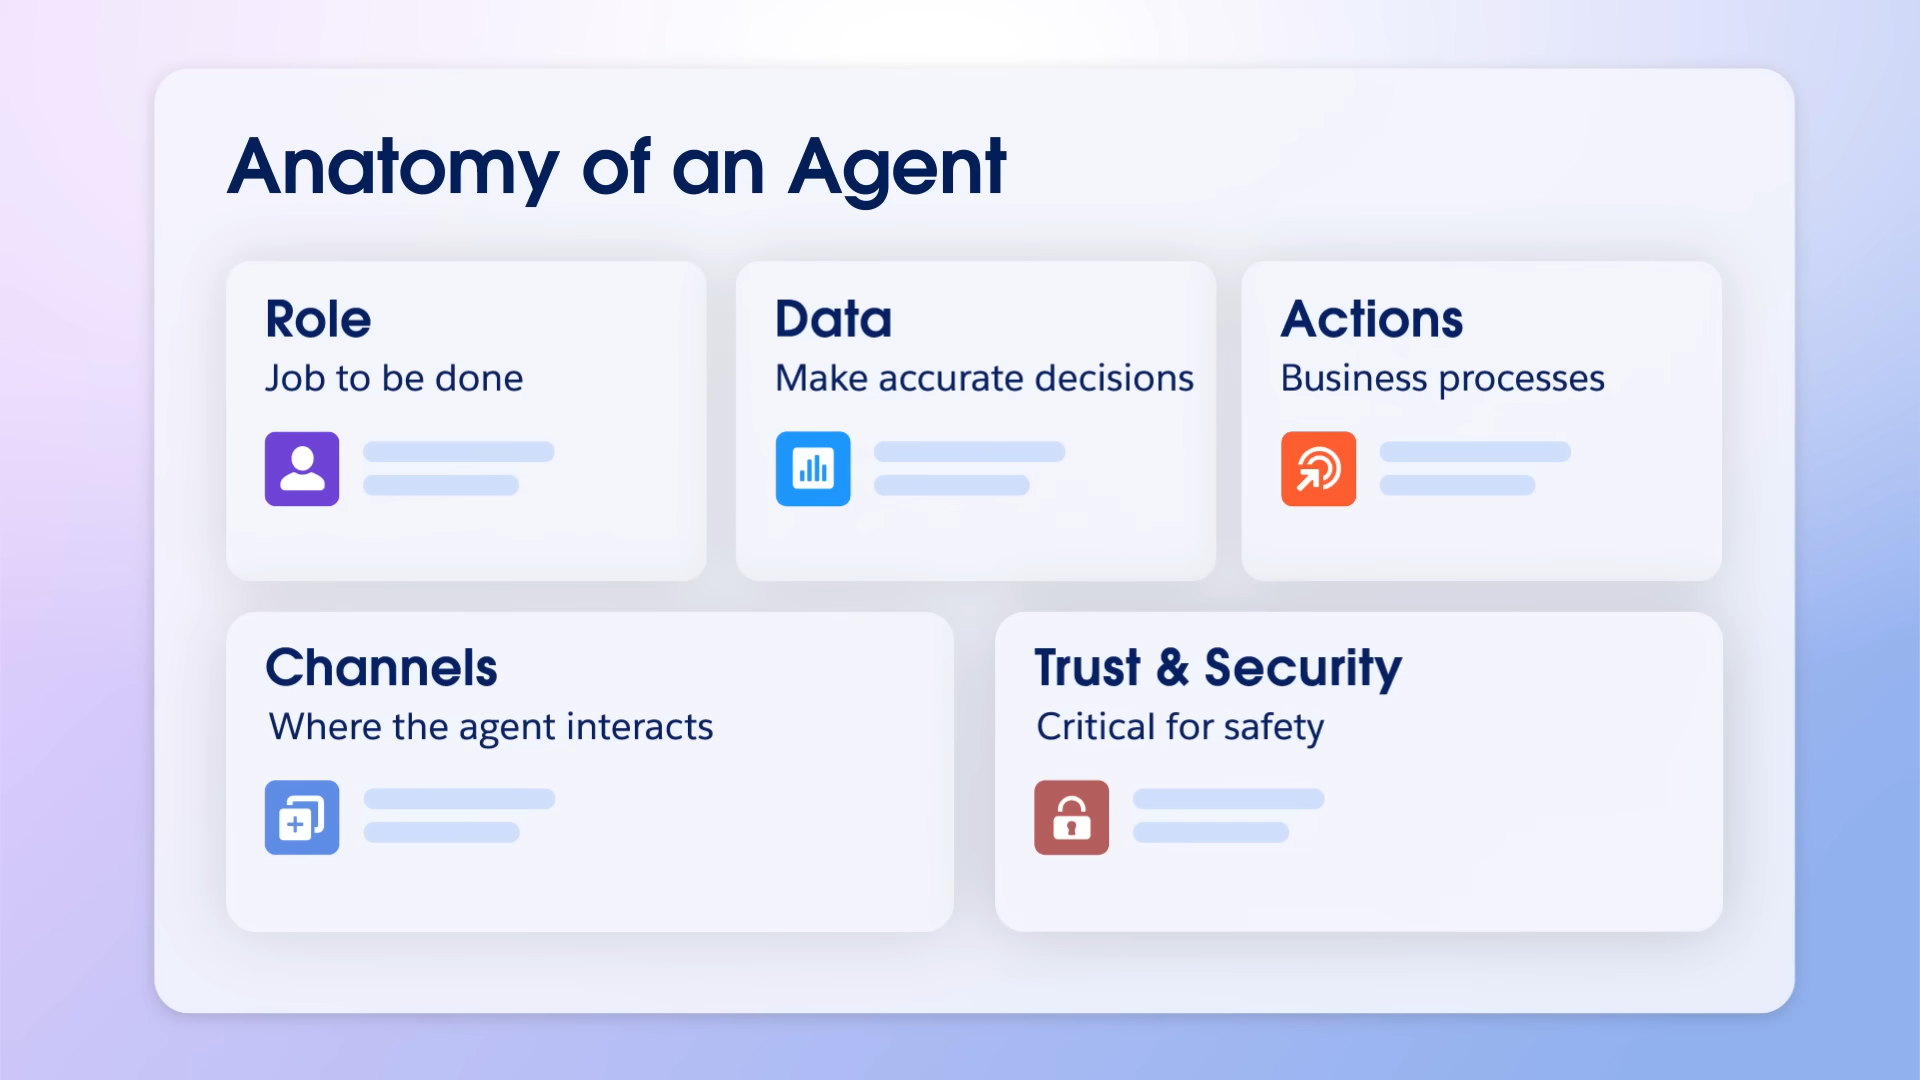 Anatomy of an Agent
Role
Job to be done
Data
Make accurate decisions
Actions
Business processes
Channels
Where the agent interacts
Trust & Security
Critical for safety